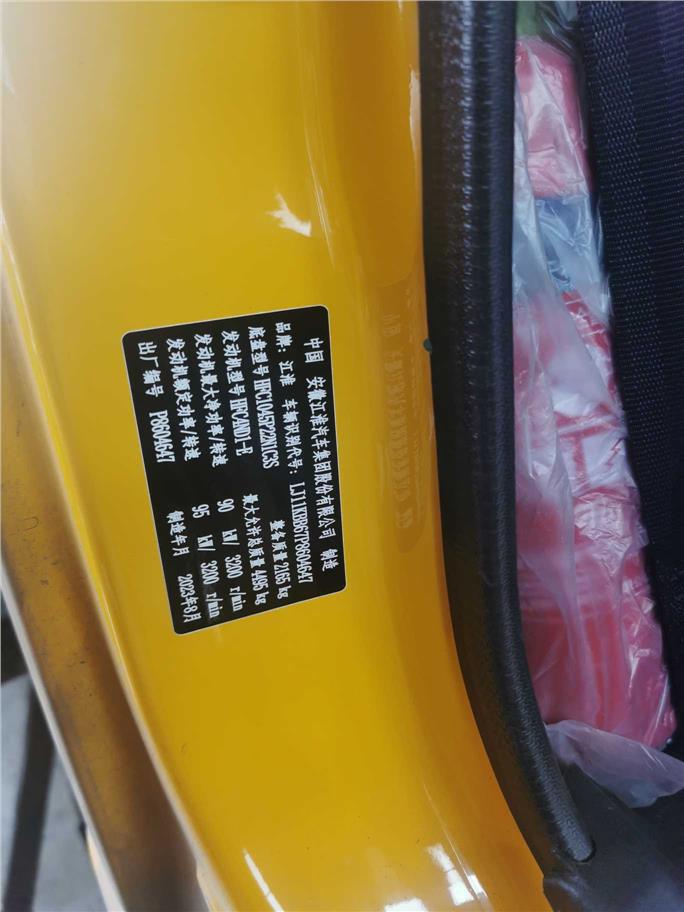 中国 安徽江淮汽车集团股份有限公司 制造
品牌：江淮 车辆识别代号：LJ11KBB67P8604647
底盘型号 HFC1045P22N1C3S 整备质量 2165 kg
发动机型号 HFC4DD1-E 最大允许总质量 4495 kg
发动机最大净功率/转速 90 kW/ 3200 r/min
发动机额定功率/转速 95 kW/ 3200 r/min
出厂编号 P8604647 制造年月 2023年8月